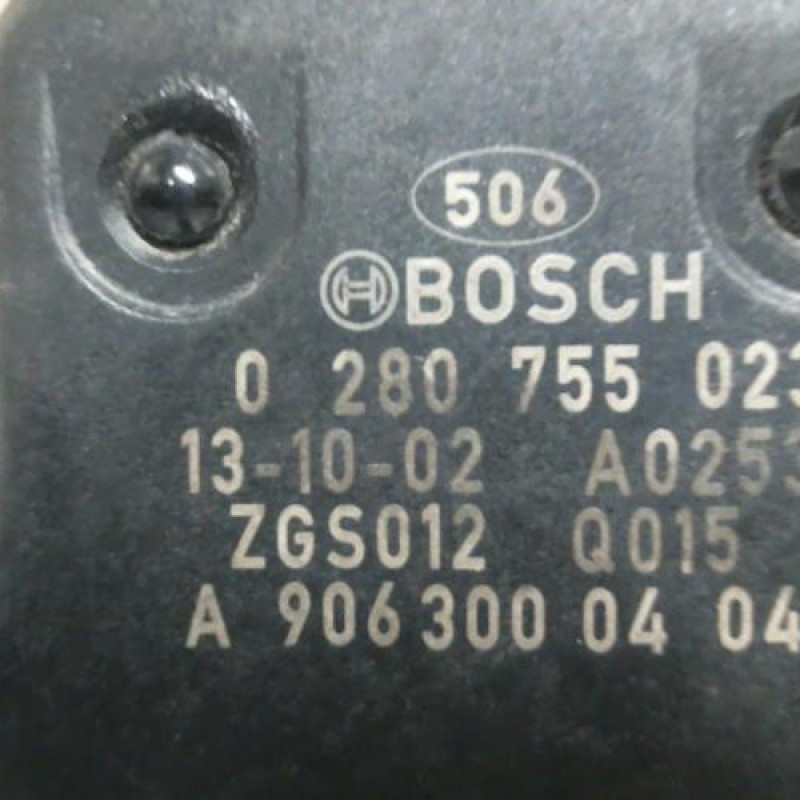 506
BOSCH
0 280 755 023
13-10-02 A0253
ZGS012 Q015
A 906 300 04 04